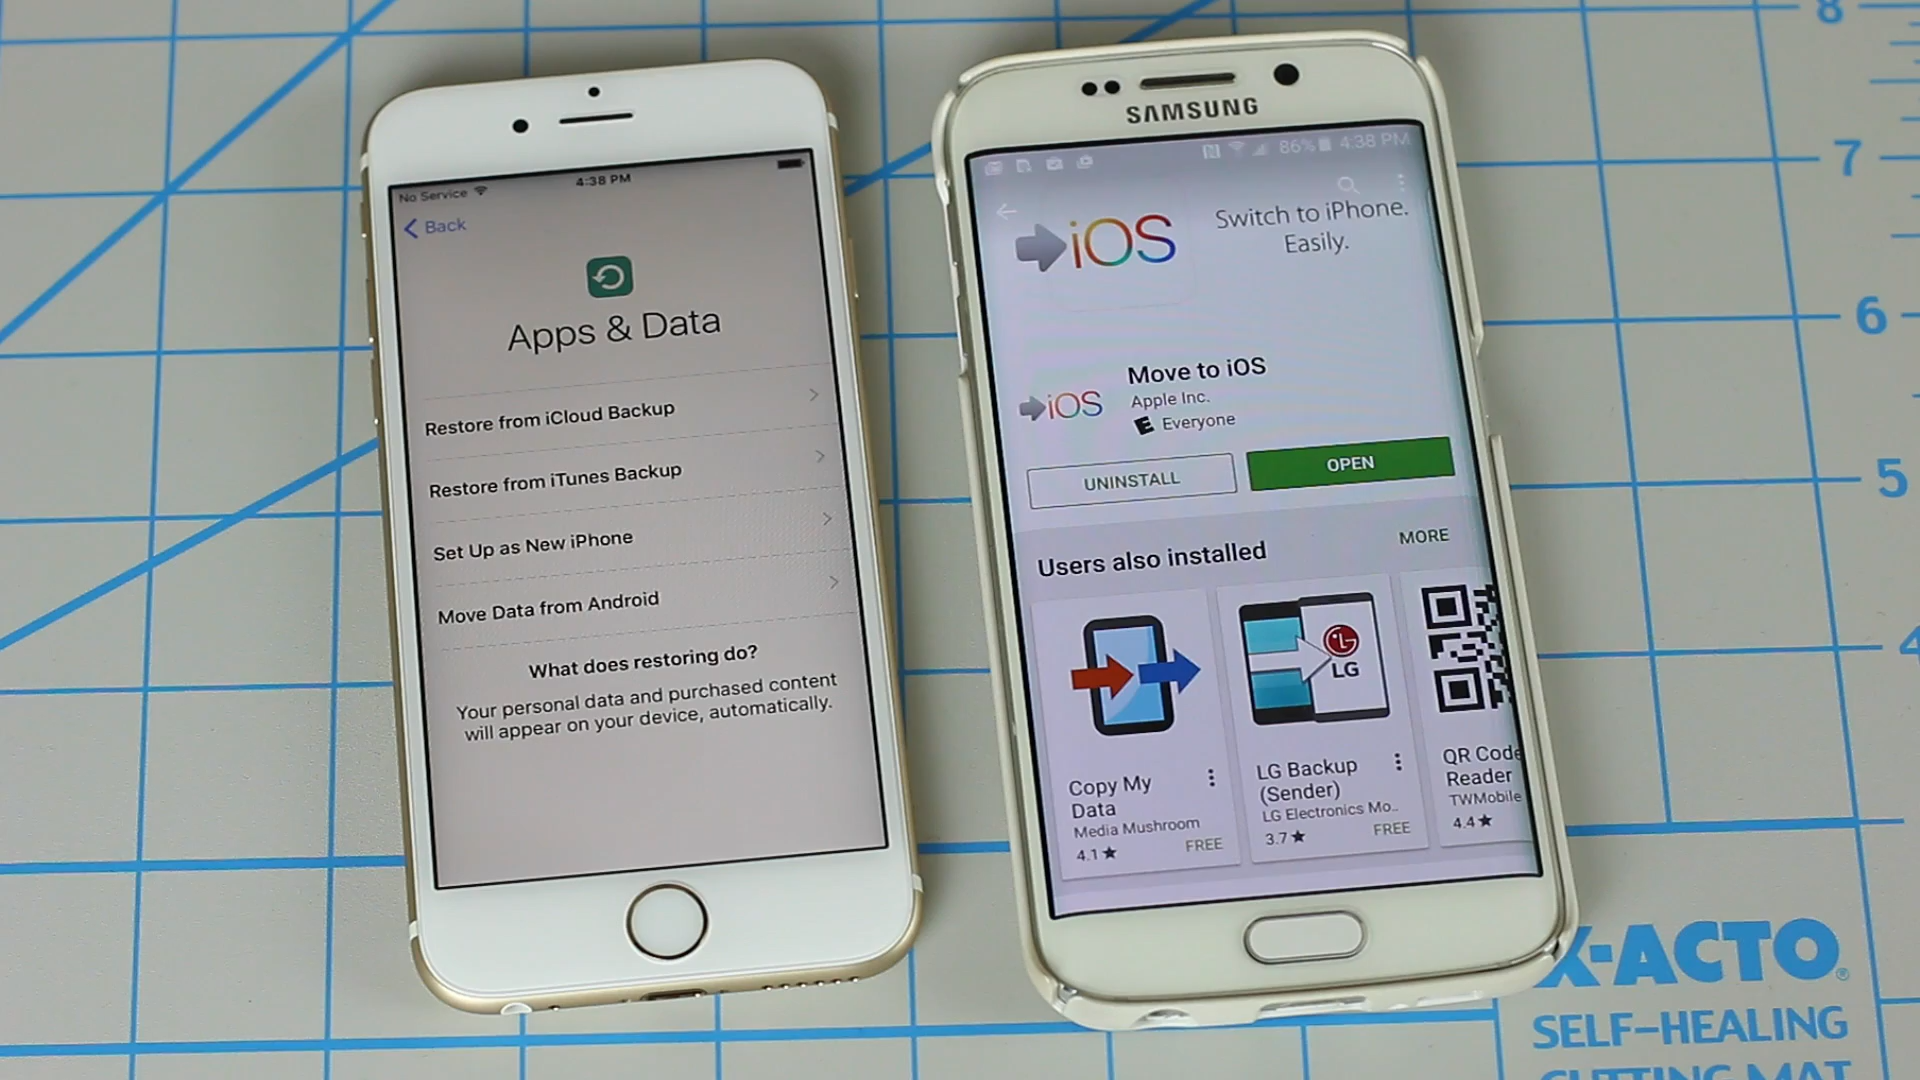 No Service
4:38 PM
Back
Apps & Data
Restore from iCloud Backup
Restore from iTunes Backup
Set Up as New iPhone
Move Data from Android
What does restoring do?
Your personal data and purchased content
will appear on your device, automatically.
SAMSUNG
86% 4:38 PM
iOS
Switch to iPhone.
Easily.
iOS
Move to iOS
Apple Inc.
E Everyone
UNINSTALL
OPEN
Users also installed
MORE
Copy My
Data
Media Mushroom
4.1★ FREE
LG
LG Backup
(Sender)
LG Electronics Mo..
3.7★ FREE
QR Code
Reader
TWMobile
4.4★
8
7
6
5
4
X-ACTO®
SELF-HEALING
CUTTING MAT